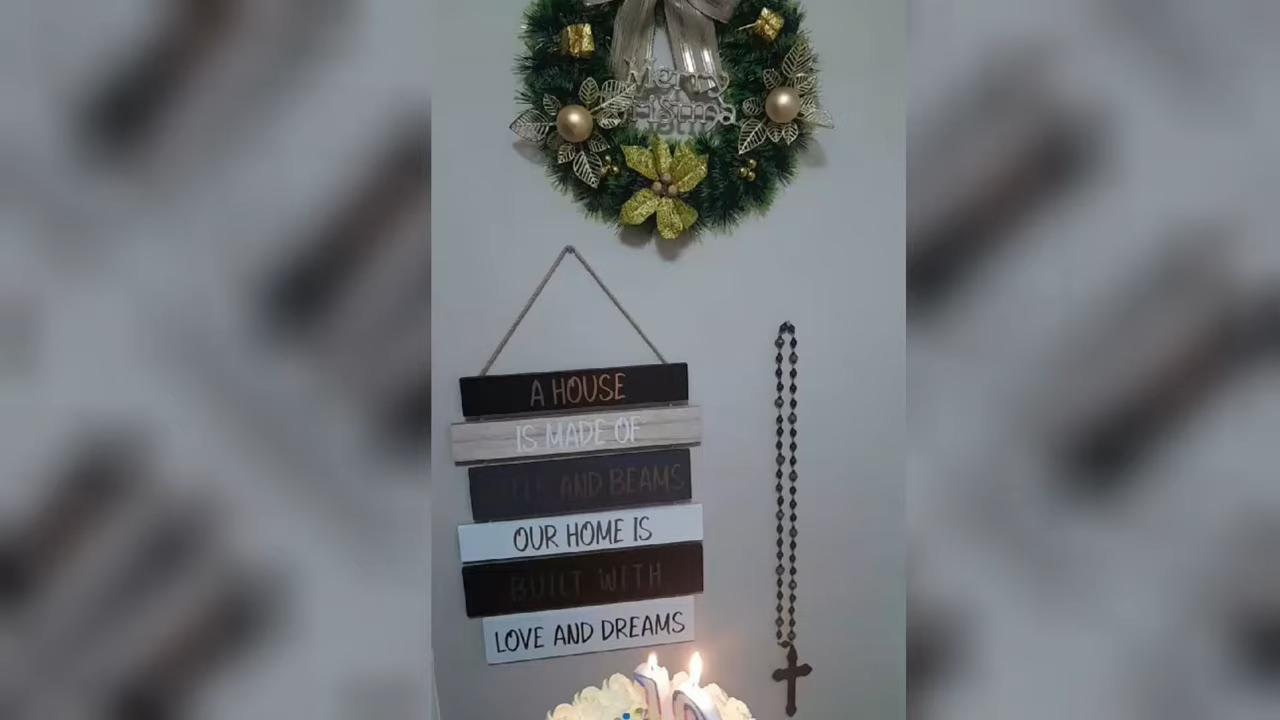 Merry
A HOUSE
IS MADE OF
AND BEAMS
OUR HOME IS
BUILT WITH
LOVE AND DREAMS